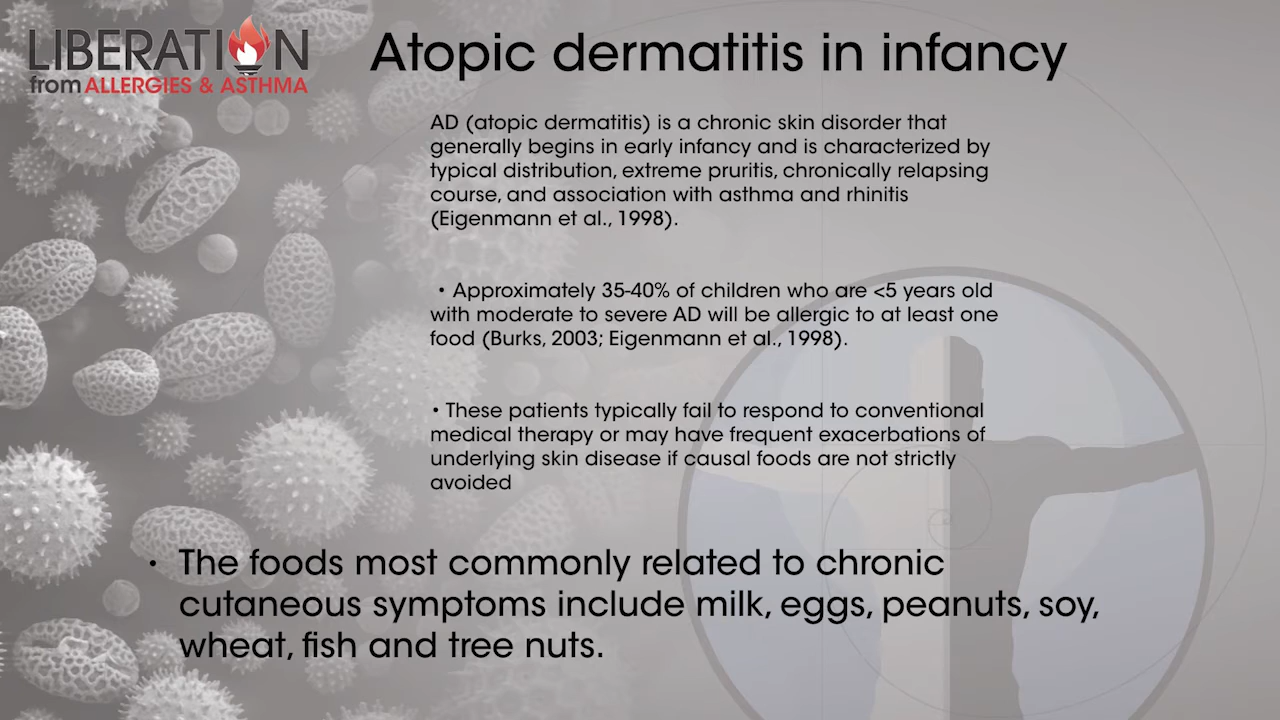 LIBERATION
from ALLERGIES & ASTHMA
Atopic dermatitis in infancy
AD (atopic dermatitis) is a chronic skin disorder that
generally begins in early infancy and is characterized by
typical distribution, extreme pruritis, chronically relapsing
course, and association with asthma and rhinitis
(Eigenmann et al., 1998).
• Approximately 35-40% of children who are <5 years old
with moderate to severe AD will be allergic to at least one
food (Burks, 2003; Eigenmann et al., 1998).
• These patients typically fail to respond to conventional
medical therapy or may have frequent exacerbations of
underlying skin disease if causal foods are not strictly
avoided
• The foods most commonly related to chronic
cutaneous symptoms include milk, eggs, peanuts, soy,
wheat, fish and tree nuts.